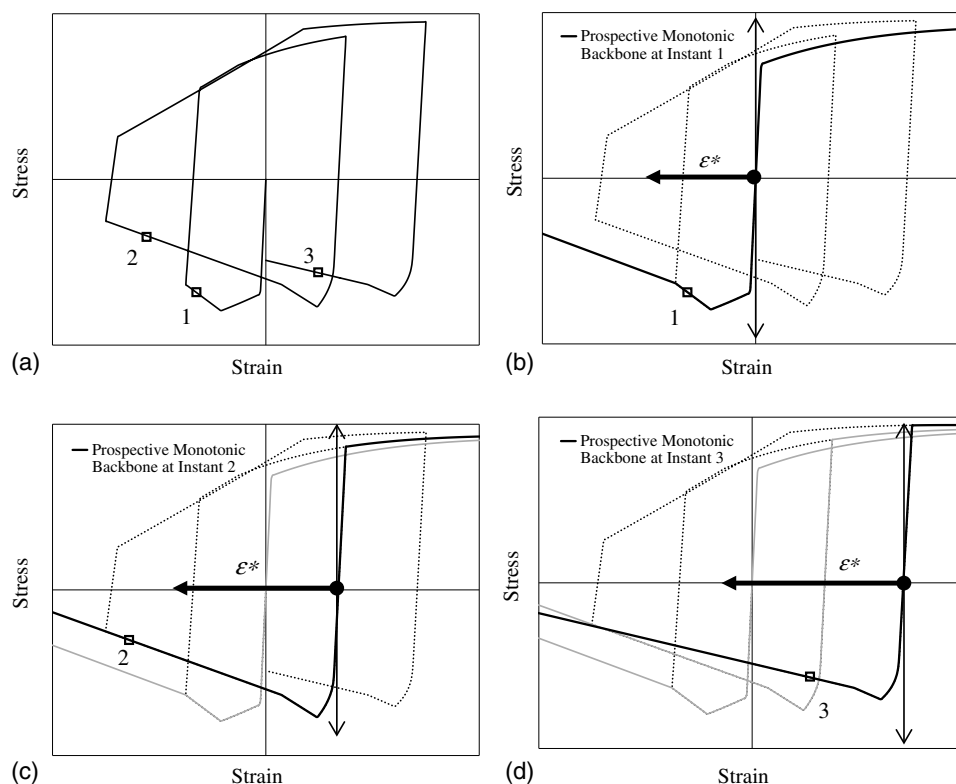 Stress
2
3
1
(a)
Strain
Prospective Monotonic
Backbone at Instant 1
ε*
Stress
1
(b)
Strain
Prospective Monotonic
Backbone at Instant 2
ε*
Stress
2
(c)
Strain
Prospective Monotonic
Backbone at Instant 3
ε*
Stress
3
(d)
Strain